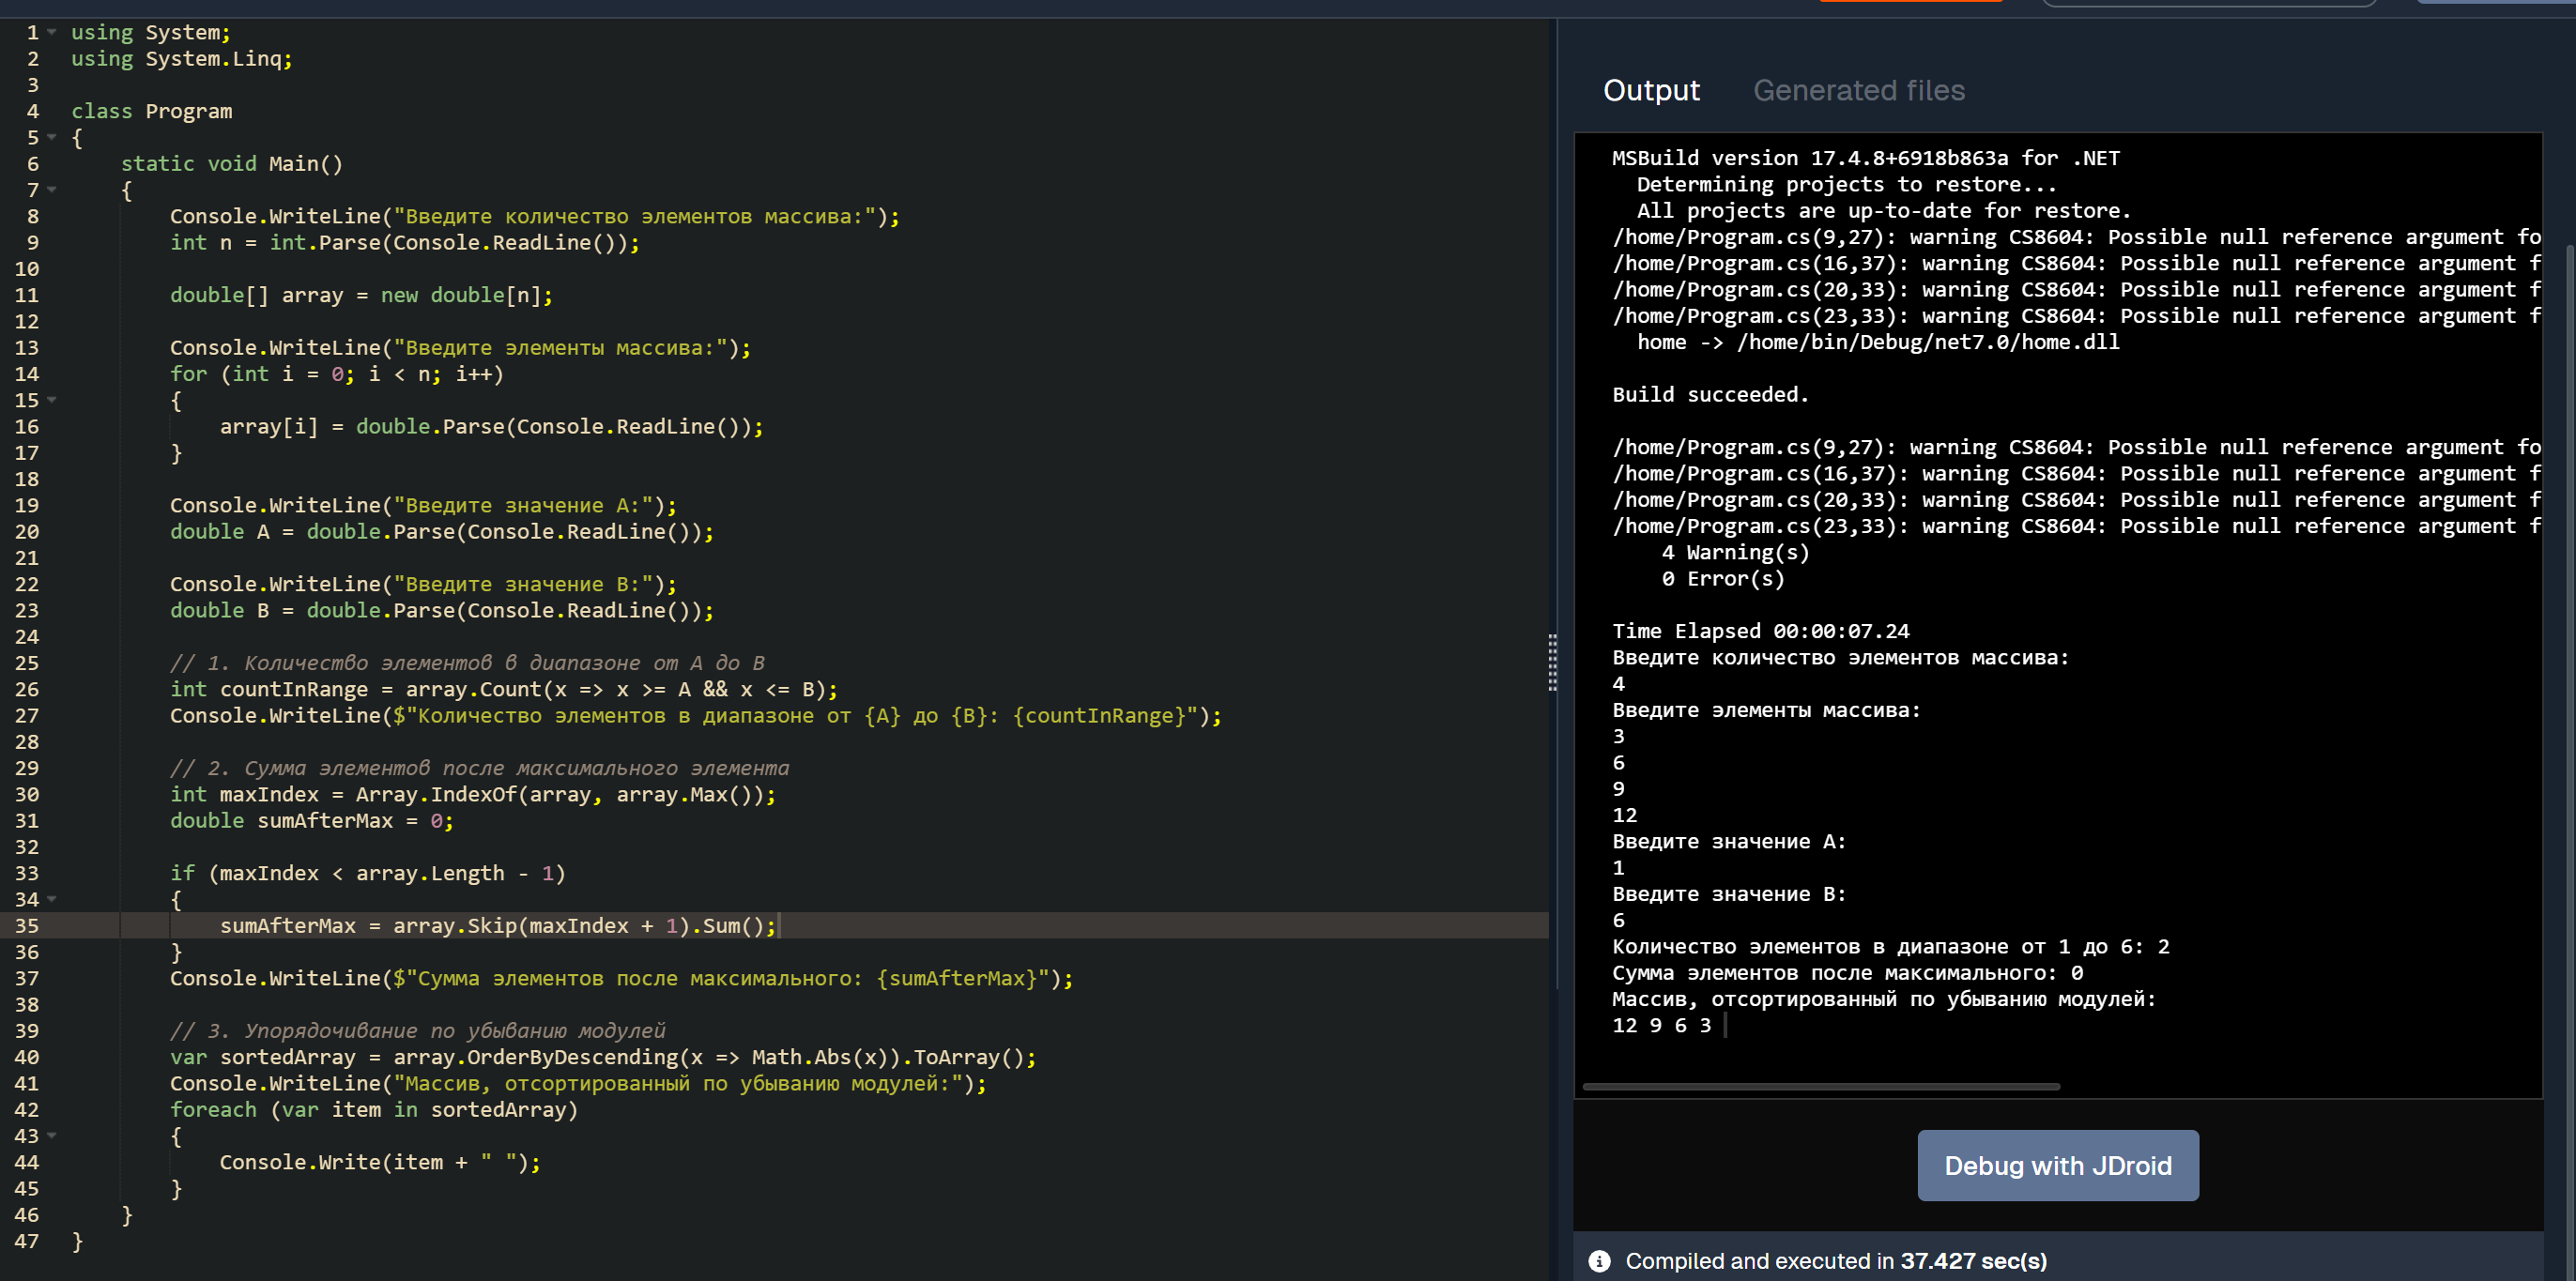 1 using System;
2 using System.Linq;
3
4 class Program
5 {
6     static void Main()
7     {
8         Console.WriteLine("Введите количество элементов массива:");
9         int n = int.Parse(Console.ReadLine());
10
11         double[] array = new double[n];
12
13         Console.WriteLine("Введите элементы массива:");
14         for (int i = 0; i < n; i++)
15         {
16             array[i] = double.Parse(Console.ReadLine());
17         }
18
19         Console.WriteLine("Введите значение A:");
20         double A = double.Parse(Console.ReadLine());
21
22         Console.WriteLine("Введите значение B:");
23         double B = double.Parse(Console.ReadLine());
24
25         // 1. Количество элементов в диапазоне от A до B
26         int countInRange = array.Count(x => x >= A && x <= B);
27         Console.WriteLine($"Количество элементов в диапазоне от {A} до {B}: {countInRange}");
28
29         // 2. Сумма элементов после максимального элемента
30         int maxIndex = Array.IndexOf(array, array.Max());
31         double sumAfterMax = 0;
32
33         if (maxIndex < array.Length - 1)
34         {
35             sumAfterMax = array.Skip(maxIndex + 1).Sum();
36         }
37         Console.WriteLine($"Сумма элементов после максимального: {sumAfterMax}");
38
39         // 3. Упорядочивание по убыванию модулей
40         var sortedArray = array.OrderByDescending(x => Math.Abs(x)).ToArray();
41         Console.WriteLine("Массив, отсортированный по убыванию модулей:");
42         foreach (var item in sortedArray)
43         {
44             Console.Write(item + " ");
45         }
46     }
47 }
Output Generated files
MSBuild version 17.4.8+6918b863a for .NET
  Determining projects to restore...
  All projects are up-to-date for restore.
/home/Program.cs(9,27): warning CS8604: Possible null reference argument fo
/home/Program.cs(16,37): warning CS8604: Possible null reference argument f
/home/Program.cs(20,33): warning CS8604: Possible null reference argument f
/home/Program.cs(23,33): warning CS8604: Possible null reference argument f
  home -> /home/bin/Debug/net7.0/home.dll

Build succeeded.

/home/Program.cs(9,27): warning CS8604: Possible null reference argument fo
/home/Program.cs(16,37): warning CS8604: Possible null reference argument f
/home/Program.cs(20,33): warning CS8604: Possible null reference argument f
/home/Program.cs(23,33): warning CS8604: Possible null reference argument f
    4 Warning(s)
    0 Error(s)

Time Elapsed 00:00:07.24
Введите количество элементов массива:
4
Введите элементы массива:
3
6
9
12
Введите значение A:
1
Введите значение B:
6
Количество элементов в диапазоне от 1 до 6: 2
Сумма элементов после максимального: 0
Массив, отсортированный по убыванию модулей:
12 9 6 3
Debug with JDroid
Compiled and executed in 37.427 sec(s)